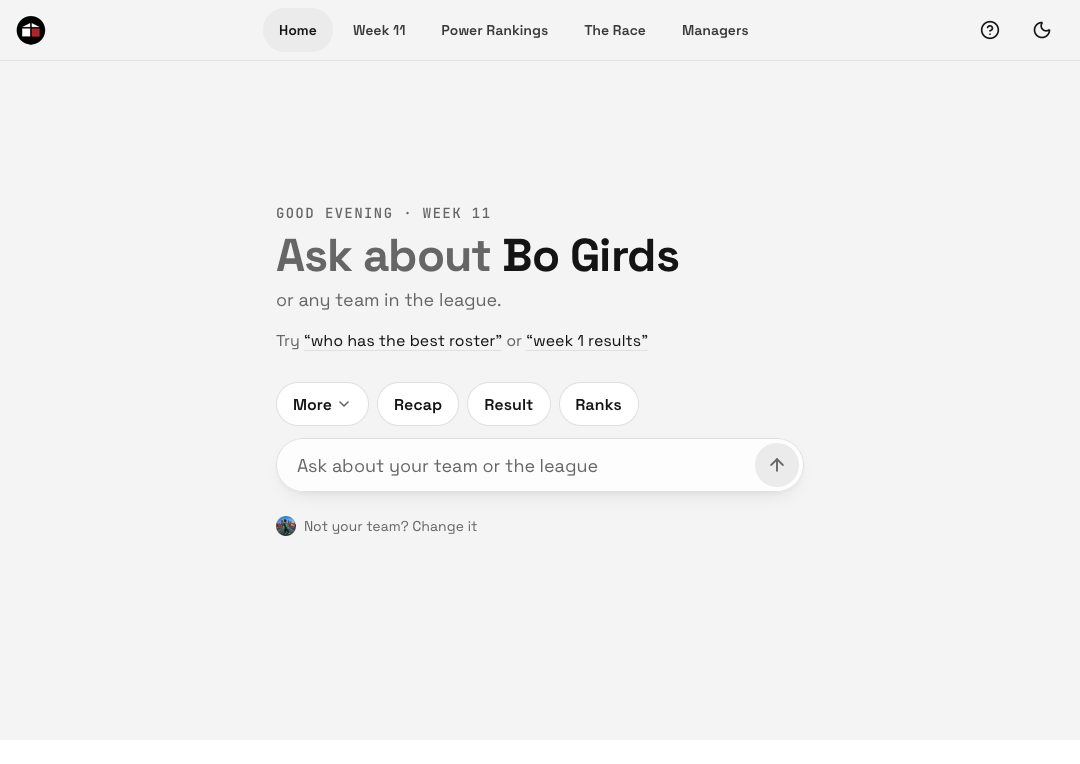 Home Week 11 Power Rankings The Race Managers
GOOD EVENING · WEEK 11
Ask about Bo Girds
or any team in the league.
Try “who has the best roster” or “week 1 results”
More Recap Result Ranks
Ask about your team or the league
Not your team? Change it